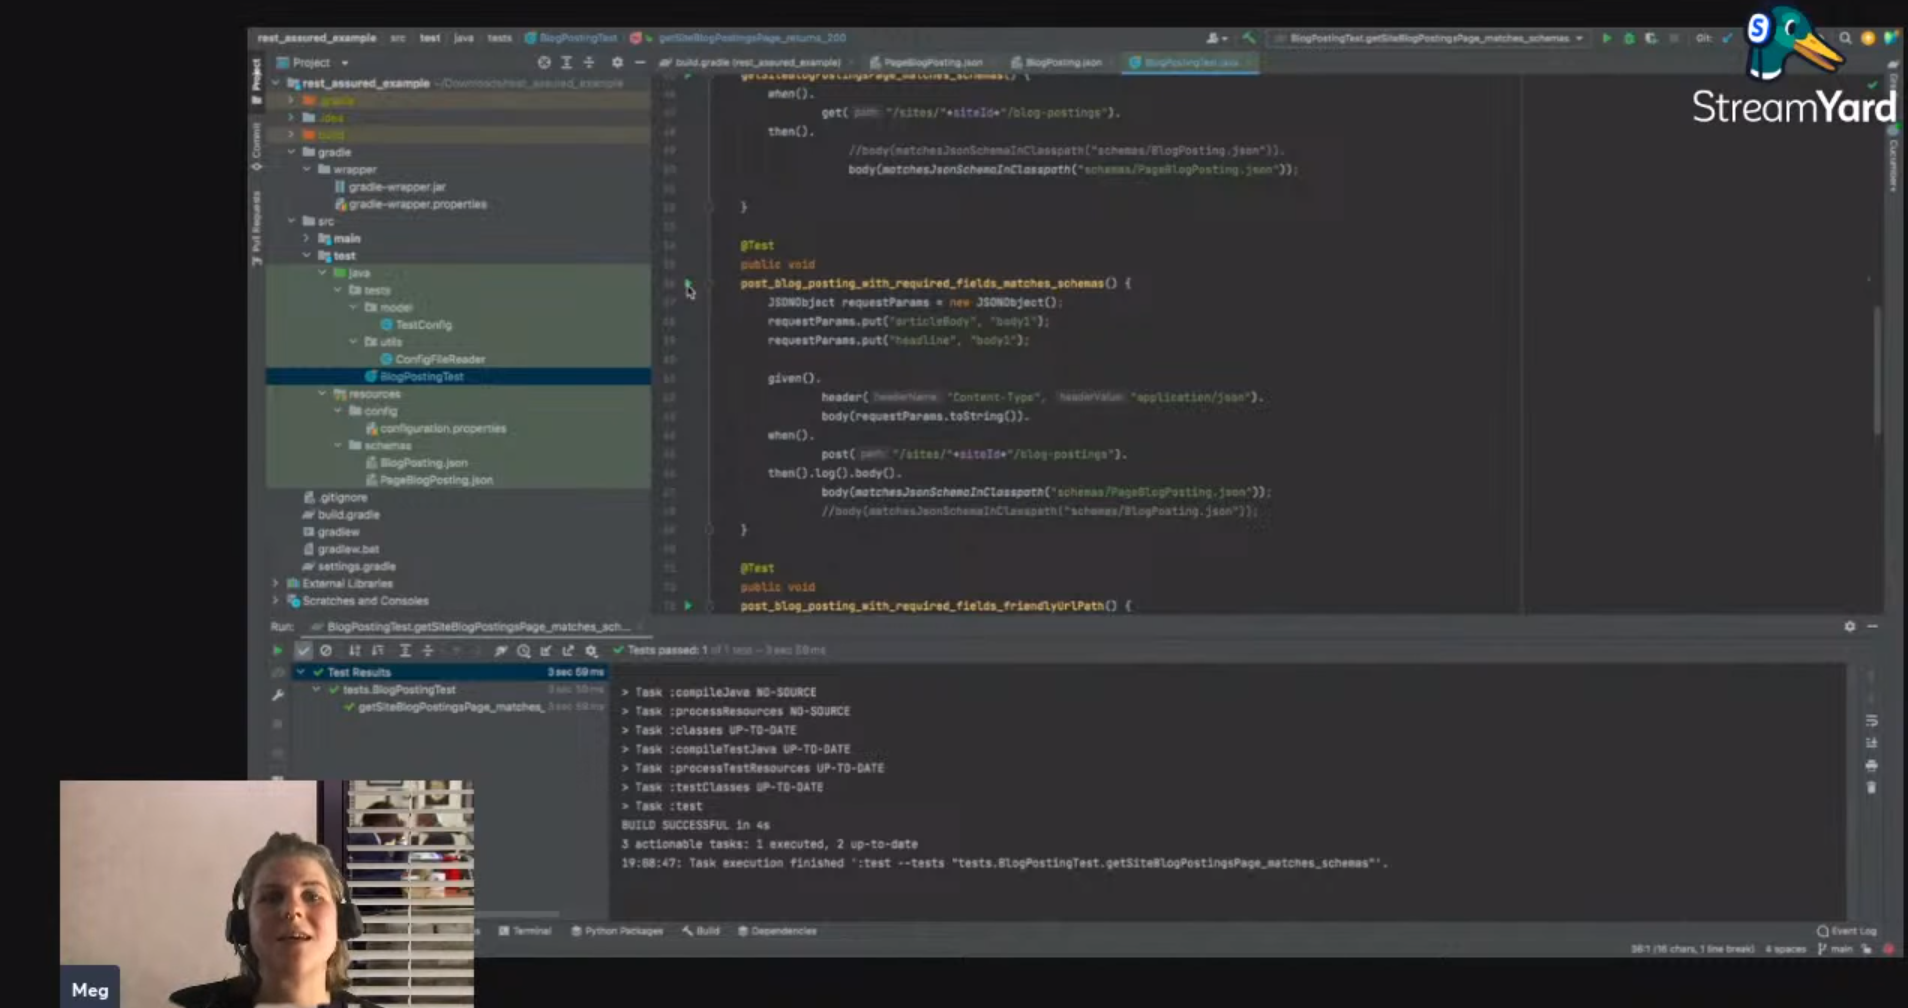 StreamYard
rest_assured_example src test java tests BlogPostingTest getSiteBlogPostingsPage_returns_200
BlogPostingTest.getSiteBlogPostingsPage_matches_schemas
Git:
Project
build.gradle (rest_assured_example)
PageBlogPosting.json
BlogPosting.json
BlogPostingTest.java
Project
Commit
Pull Requests
rest_assured_example ~/Downloads/rest_assured_example
.gradle
.idea
build
gradle
wrapper
gradle-wrapper.jar
gradle-wrapper.properties
src
main
test
java
tests
model
TestConfig
utils
ConfigFileReader
BlogPostingTest
resources
config
configuration.properties
schemas
BlogPosting.json
PageBlogPosting.json
.gitignore
build.gradle
gradlew
gradlew.bat
settings.gradle
External Libraries
Scratches and Consoles
getSiteBlogPostingsPage_matches_schemas() {
when().
get( path: "/sites/"+siteId+"/blog-postings").
then().
//body(matchesJsonSchemaInClasspath("schemas/BlogPosting.json")).
body(matchesJsonSchemaInClasspath("schemas/PageBlogPosting.json"));
}
@Test
public void
post_blog_posting_with_required_fields_matches_schemas() {
JSONObject requestParams = new JSONObject();
requestParams.put("articleBody", "body1");
requestParams.put("headline", "body1");
given().
header( headerName: "Content-Type", headerValue: "application/json").
body(requestParams.toString()).
when().
post( path: "/sites/"+siteId+"/blog-postings").
then().log().body().
body(matchesJsonSchemaInClasspath("schemas/PageBlogPosting.json"));
//body(matchesJsonSchemaInClasspath("schemas/BlogPosting.json"));
}
@Test
public void
post_blog_posting_with_required_fields_friendlyUrlPath() {
Cucumber+
Run: BlogPostingTest.getSiteBlogPostingsPage_matches_sch...
Tests passed: 1 of 1 test – 3 sec 59 ms
Test Results 3 sec 59 ms
tests.BlogPostingTest 3 sec 59 ms
getSiteBlogPostingsPage_matches_ 3 sec 59 ms
> Task :compileJava NO-SOURCE
> Task :processResources NO-SOURCE
> Task :classes UP-TO-DATE
> Task :compileTestJava UP-TO-DATE
> Task :processTestResources UP-TO-DATE
> Task :testClasses UP-TO-DATE
> Task :test
BUILD SUCCESSFUL in 4s
3 actionable tasks: 1 executed, 2 up-to-date
19:08:47: Task execution finished ':test --tests "tests.BlogPostingTest.getSiteBlogPostingsPage_matches_schemas"'.
Terminal Python Packages Build Dependencies
Event Log
(16 chars, 1 line break) 4 spaces main
Meg